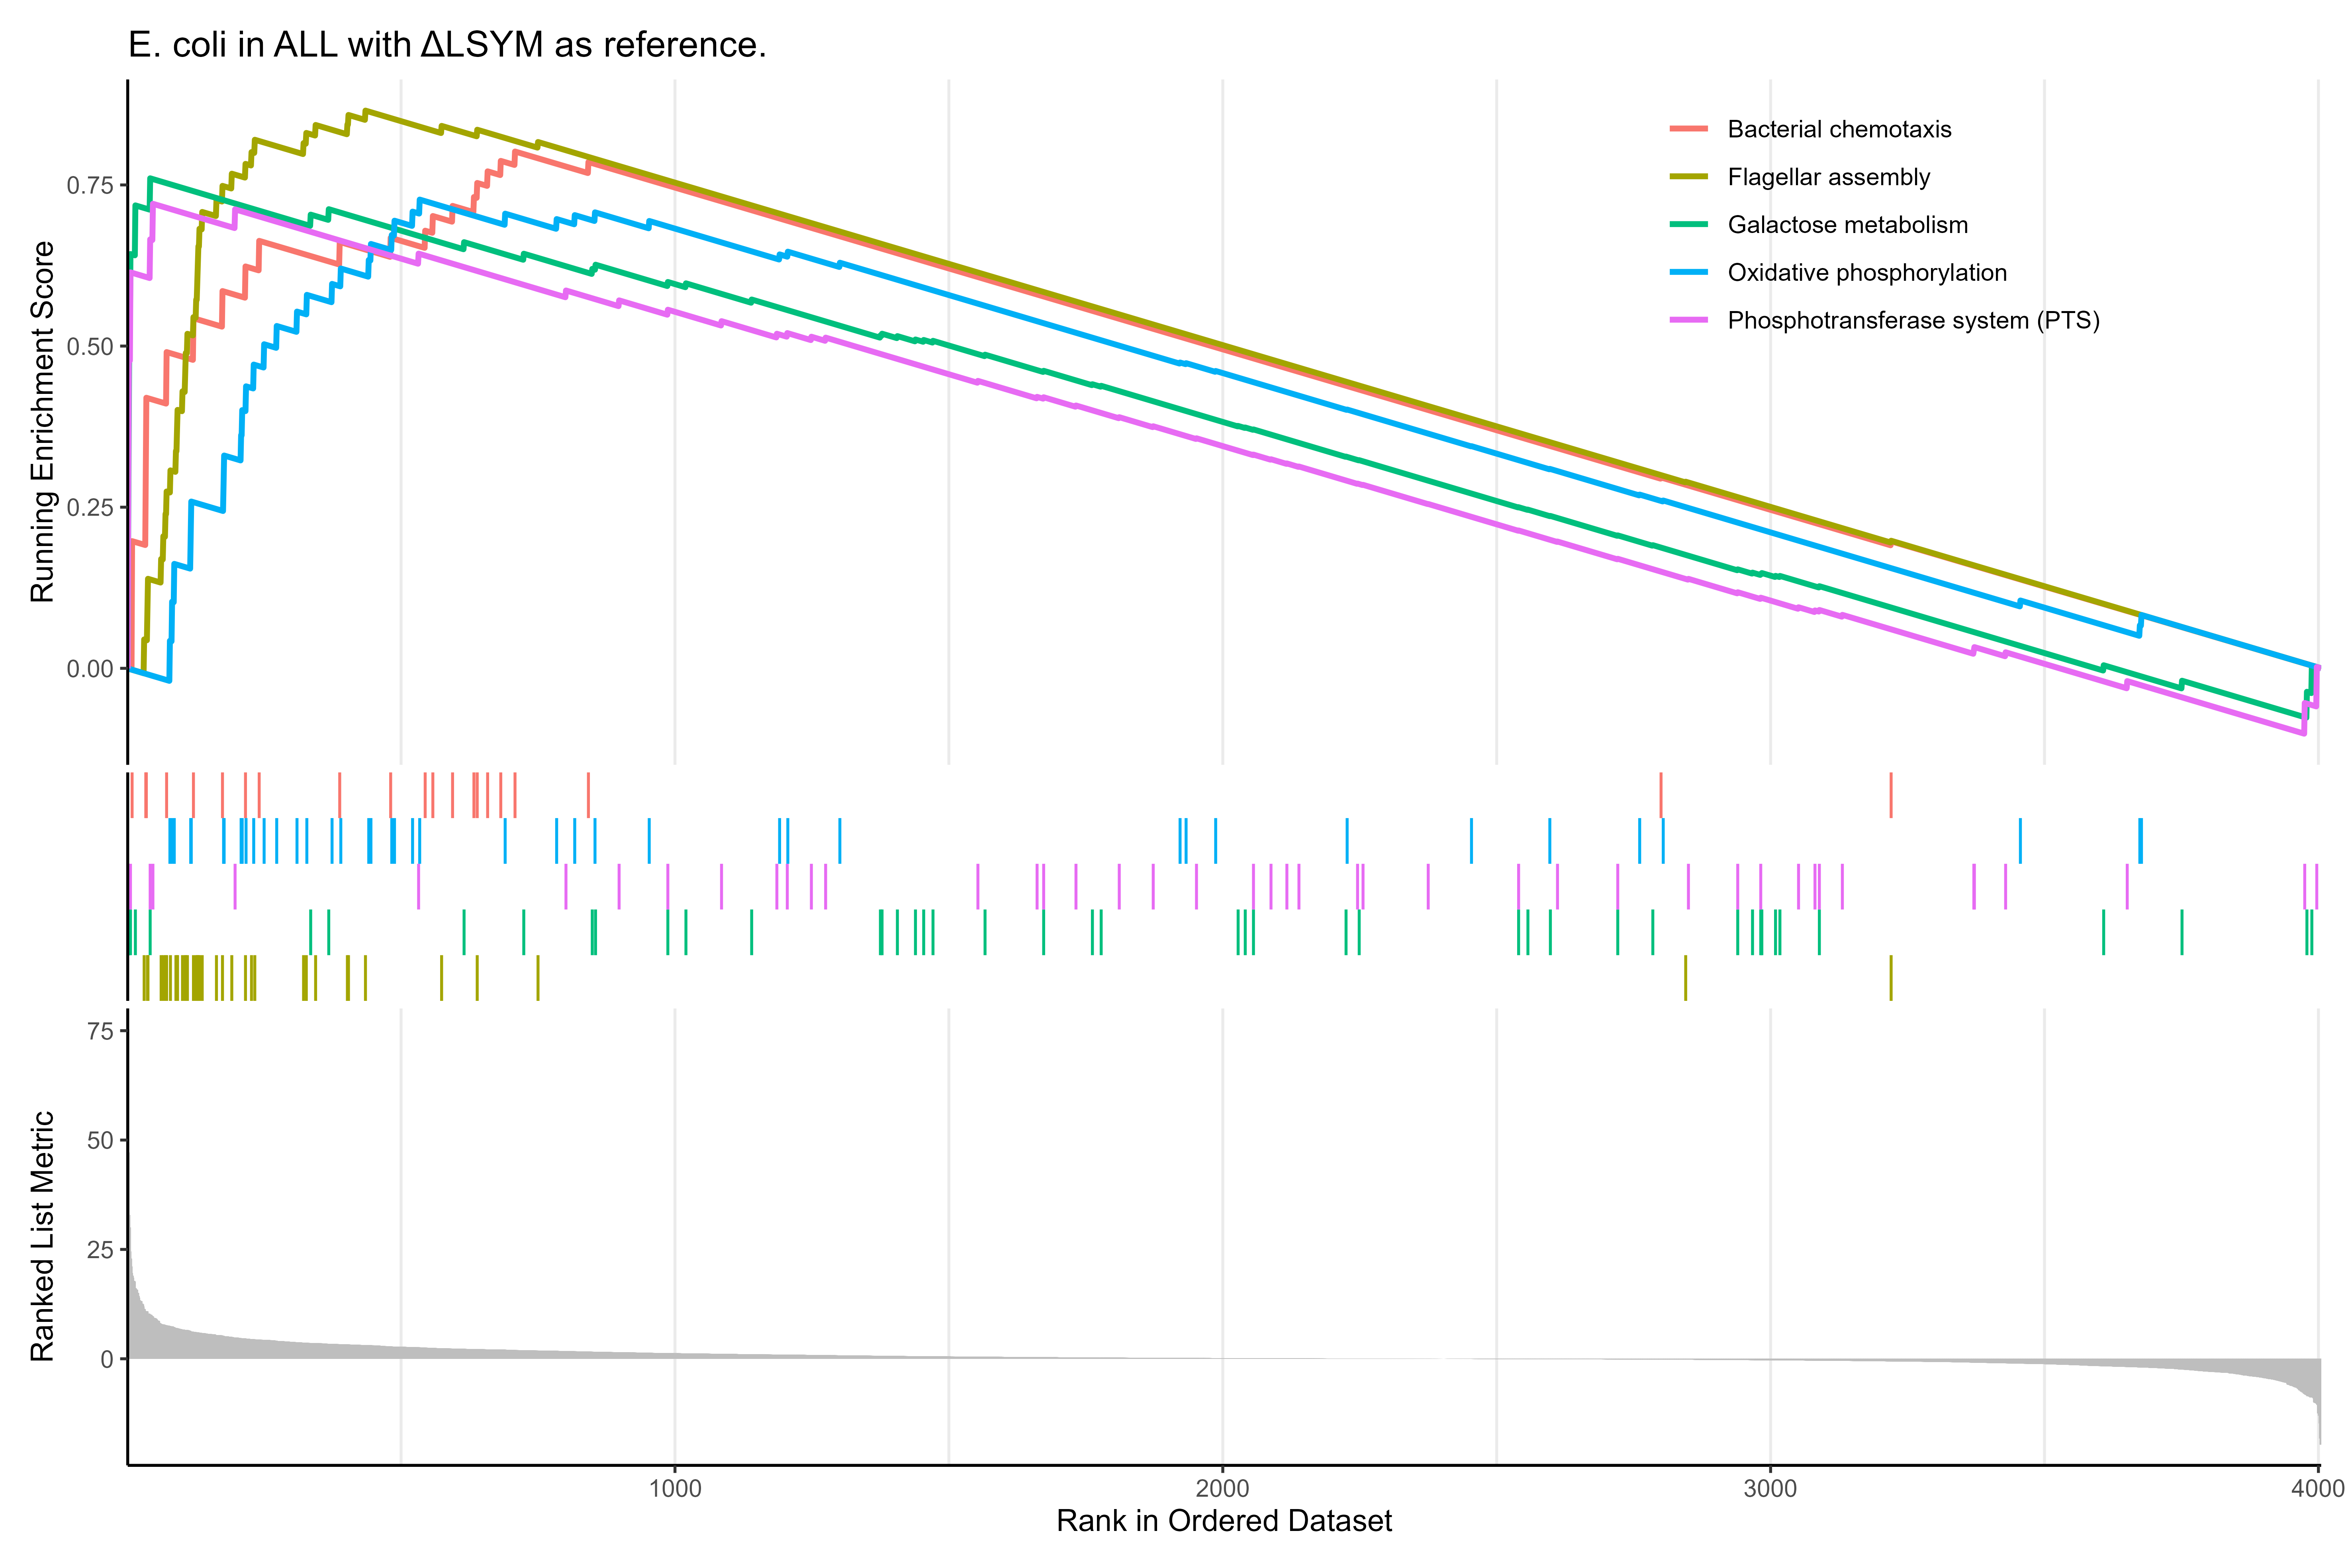 E. coli in ALL with ΔLSYM as reference.
Running Enrichment Score
0.75
0.50
0.25
0.00
Bacterial chemotaxis
Flagellar assembly
Galactose metabolism
Oxidative phosphorylation
Phosphotransferase system (PTS)
Ranked List Metric
75
50
25
0
1000
2000
3000
4000
Rank in Ordered Dataset